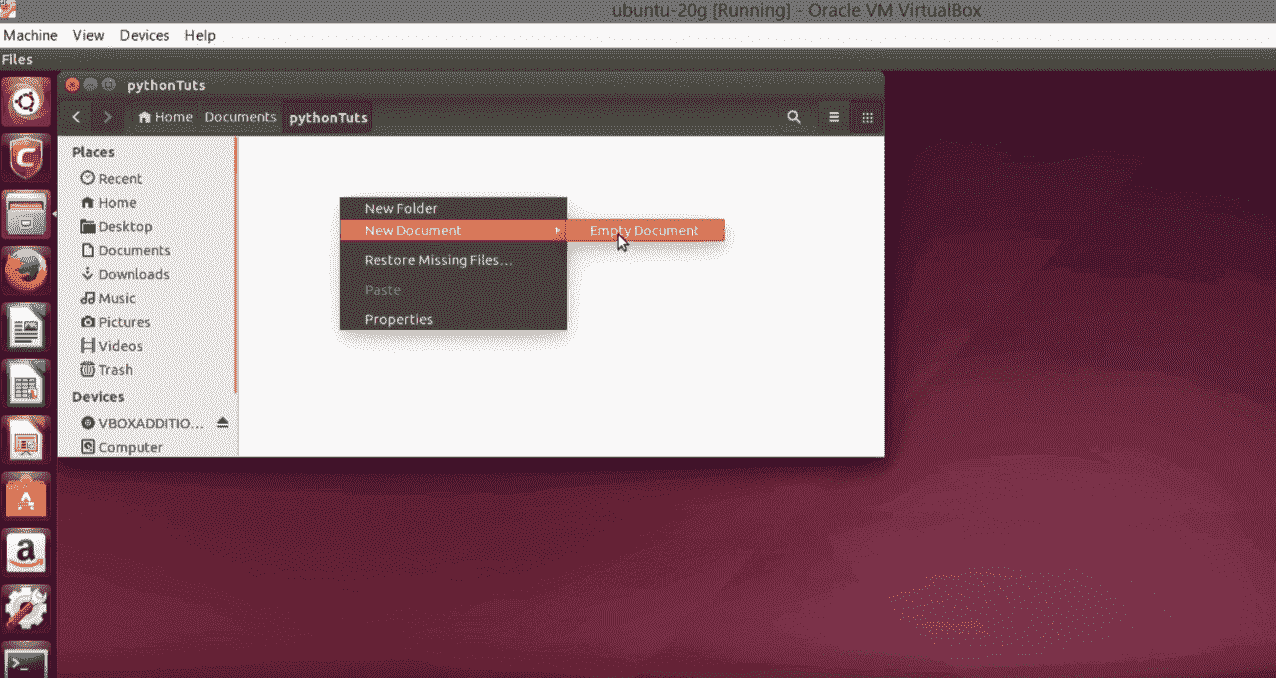 ubuntu-20g [Running] - Oracle VM VirtualBox
Machine View Devices Help
Files
pythonTuts
Home Documents pythonTuts
Places
Recent
Home
Desktop
Documents
Downloads
Music
Pictures
Videos
Trash
Devices
VBOXADDITIO...
Computer
New Folder
New Document
Empty Document
Restore Missing Files...
Paste
Properties